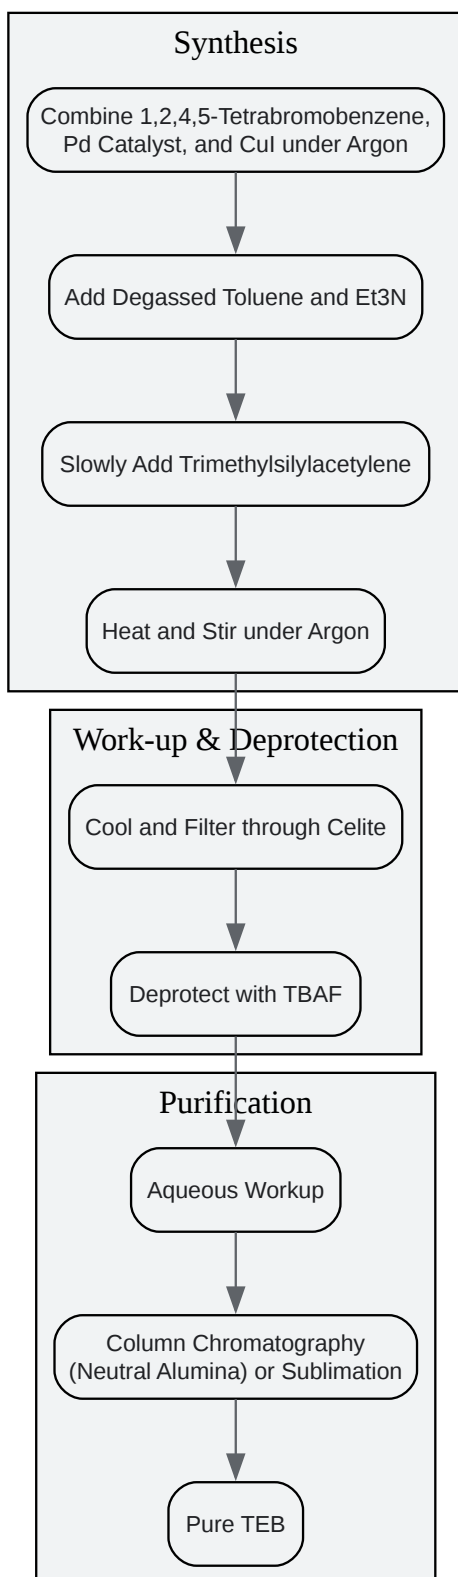 Synthesis
Combine 1,2,4,5-Tetrabromobenzene,
Pd Catalyst, and CuI under Argon
Add Degassed Toluene and Et3N
Slowly Add Trimethylsilylacetylene
Heat and Stir under Argon
Work-up & Deprotection
Cool and Filter through Celite
Deprotect with TBAF
Purification
Aqueous Workup
Column Chromatography
(Neutral Alumina) or Sublimation
Pure TEB